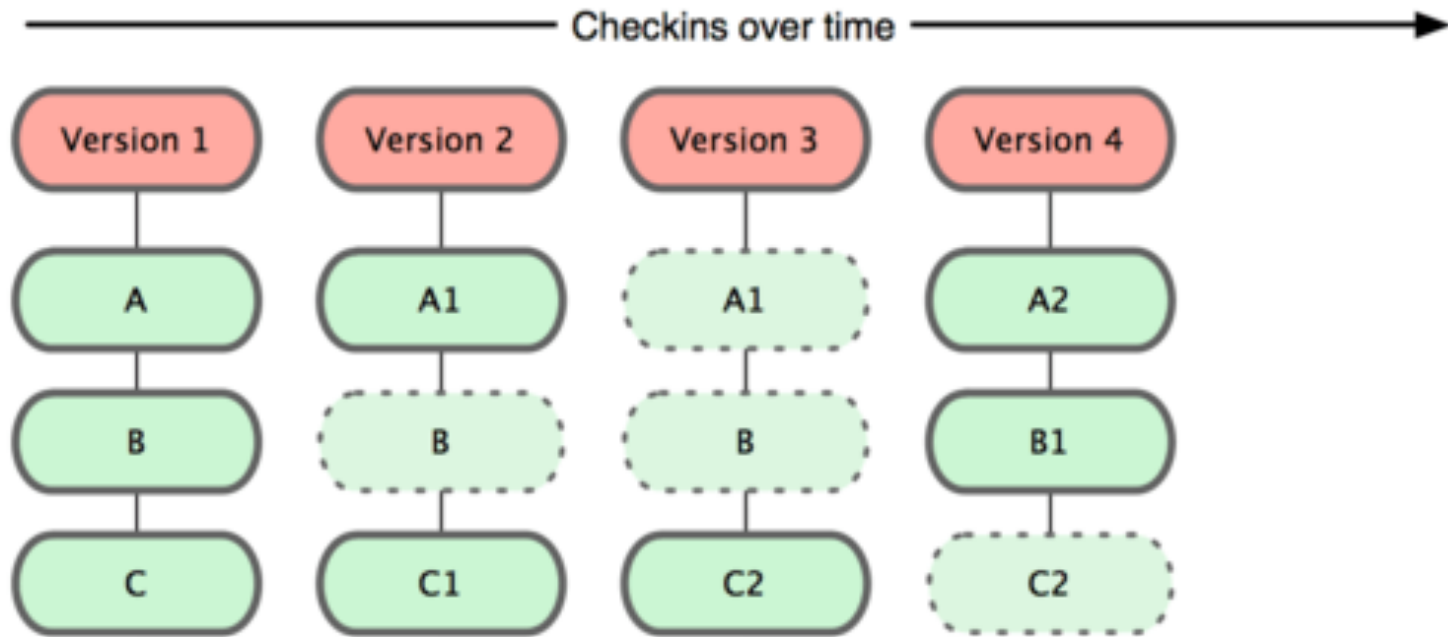 Checkins over time
Version 1 Version 2 Version 3 Version 4
A A1 A1 A2
B B B B1
C C1 C2 C2